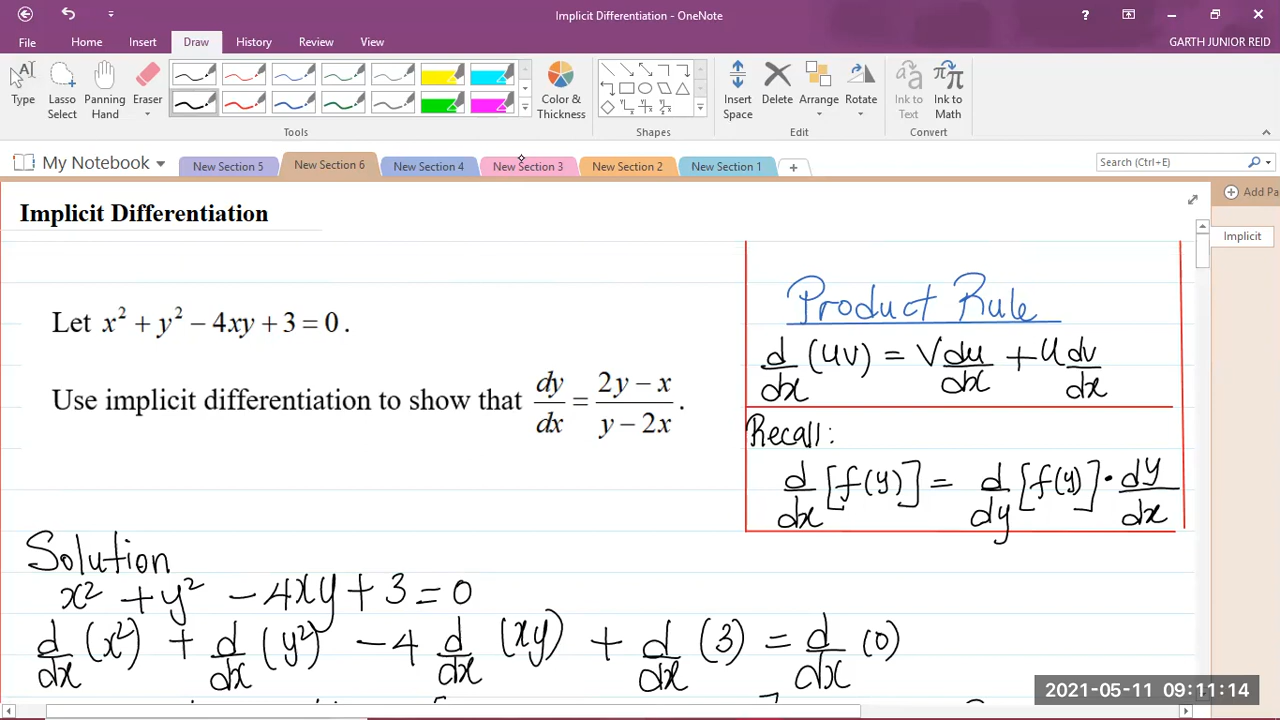 Implicit Differentiation - OneNote
GARTH JUNIOR REID
File Home Insert Draw History Review View
Type Lasso Select Panning Hand Eraser Color & Thickness Insert Space Delete Arrange Rotate Ink to Text Ink to Math
Tools Shapes Edit Convert
My Notebook New Section 5 New Section 6 New Section 4 New Section 3 New Section 2 New Section 1 Search (Ctrl+E)
Add Pa
Implicit
Implicit Differentiation
Let x² + y² − 4xy + 3 = 0.
Use implicit differentiation to show that dy/dx = (2y − x)/(y − 2x).
Product Rule
d/dx (uv) = v du/dx + u dv/dx
Recall:
d/dx [f(y)] = d/dy [f(y)] • dy/dx
Solution
x² + y² − 4xy + 3 = 0
d/dx (x²) + d/dx (y²) − 4 d/dx (xy) + d/dx (3) = d/dx (0)
2021-05-11 09:11:14